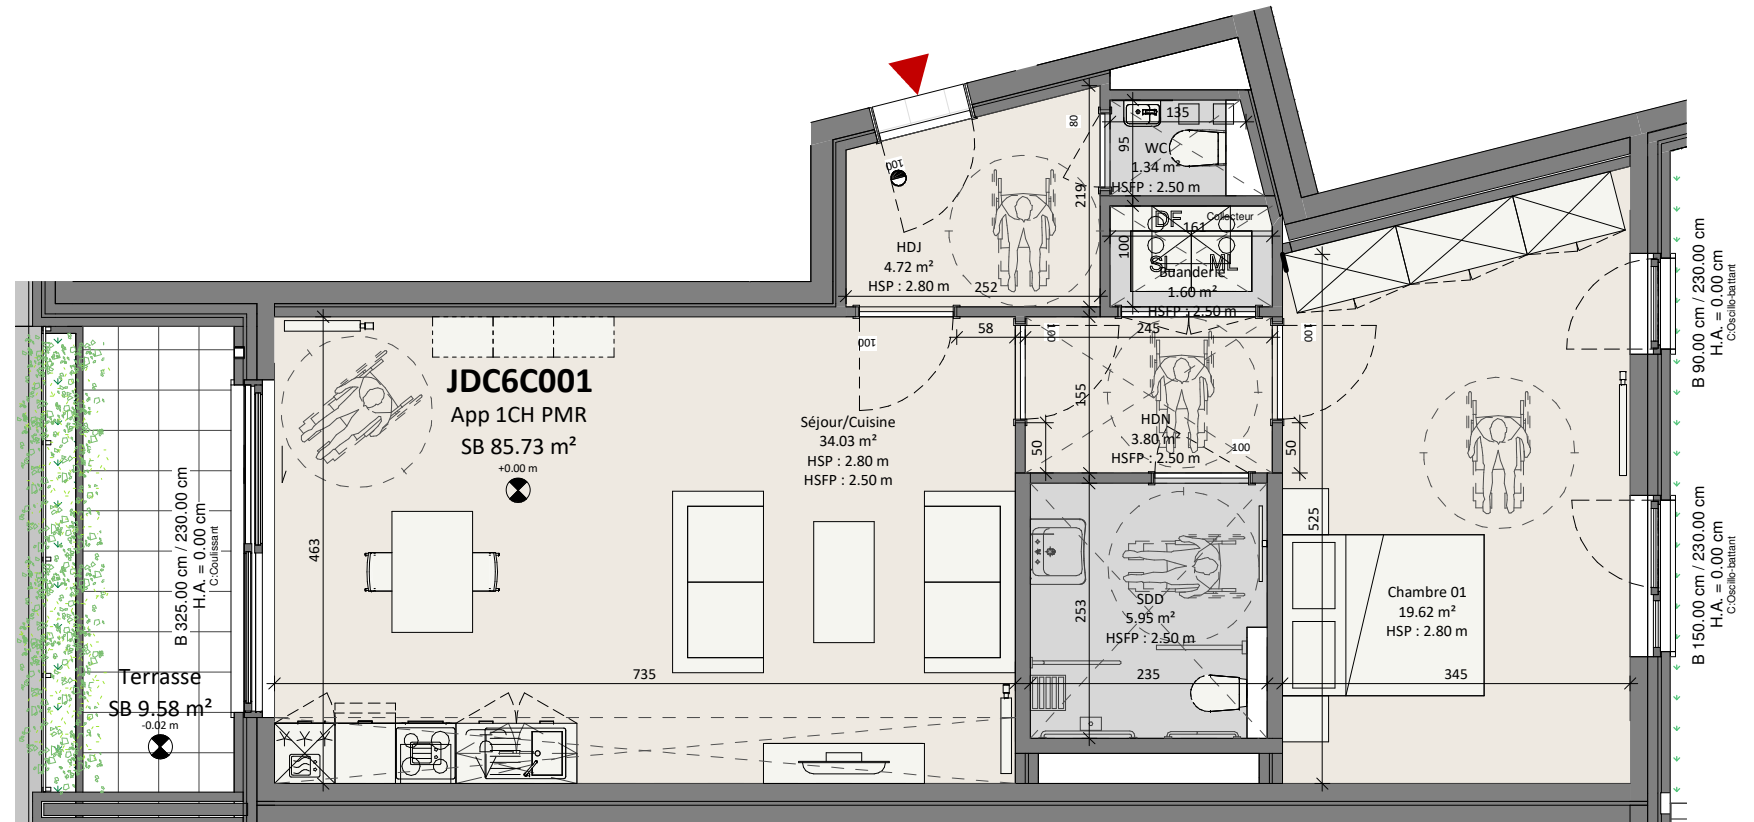 135
80
95
WC
1.34 m²
HSFP : 2.50 m
100
219
DF
Collecteur
161
100
SL
ML
Buanderie
1.60 m²
HSFP : 2.50 m
HDJ
4.72 m²
HSP : 2.80 m
252
58
245
100
100
100
JDC6C001
App 1CH PMR
SB 85.73 m²
+0.00 m
Séjour/Cuisine
34.03 m²
HSP : 2.80 m
HSFP : 2.50 m
155
HDN
3.80 m²
HSFP : 2.50 m
100
50
50
463
525
253
SDD
5.95 m²
HSFP : 2.50 m
Chambre 01
19.62 m²
HSP : 2.80 m
735
235
345
Terrasse
SB 9.58 m²
-0.02 m
B 325.00 cm / 230.00 cm
H.A. = 0.00 cm
C:Coulissant
B 90.00 cm / 230.00 cm
H.A. = 0.00 cm
C:Oscillo-battant
B 150.00 cm / 230.00 cm
H.A. = 0.00 cm
C:Oscillo-battant